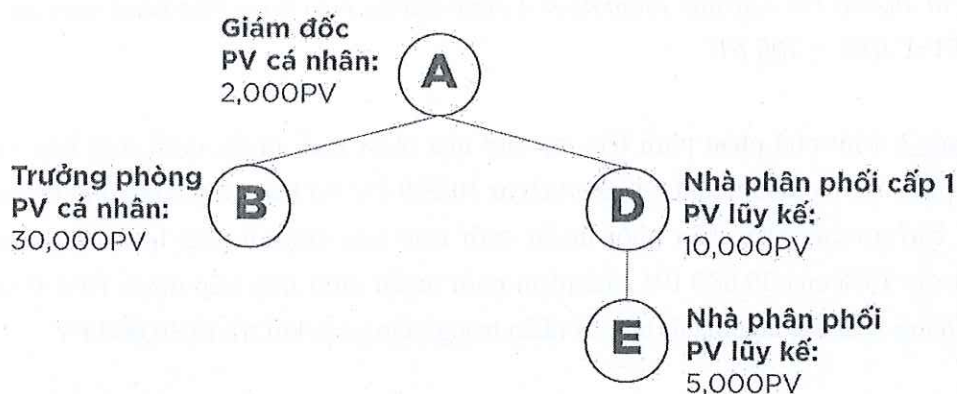 Giám đốc
PV cá nhân:
2,000PV
A
Trưởng phòng
PV cá nhân:
30,000PV
B
D
Nhà phân phối cấp 1
PV lũy kế:
10,000PV
E
Nhà phân phối
PV lũy kế:
5,000PV